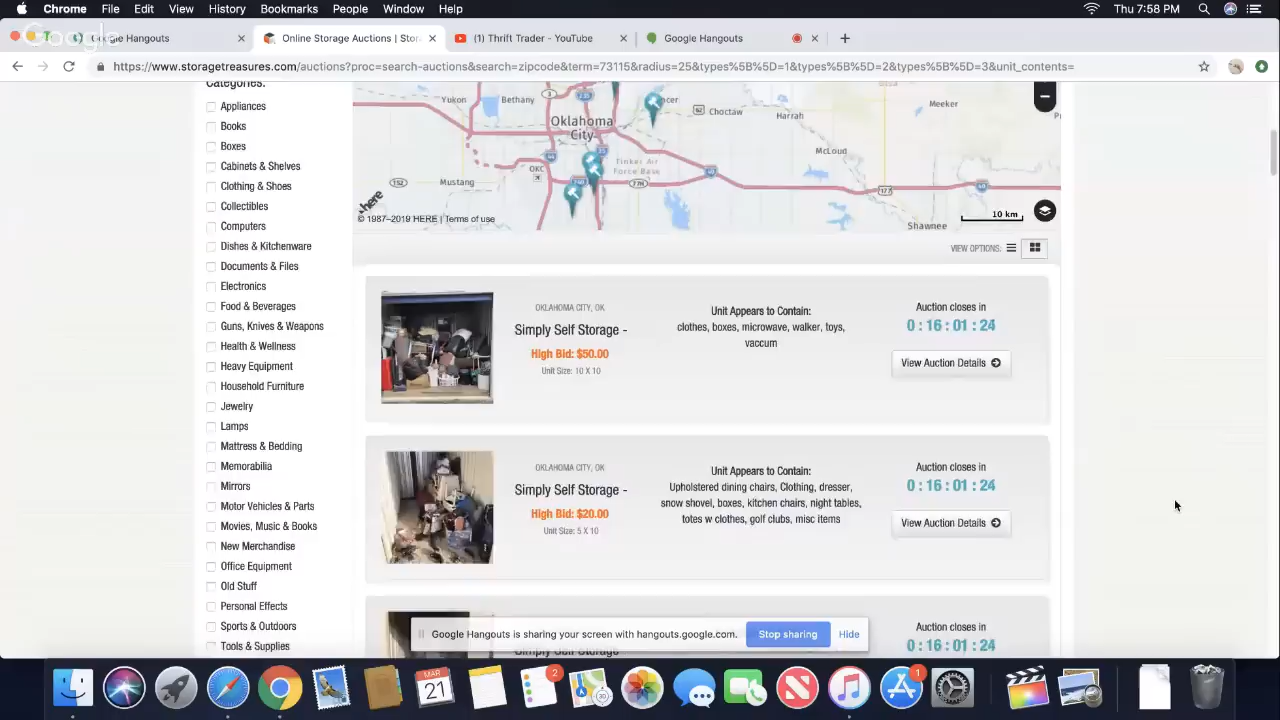 Chrome File Edit View History Bookmarks People Window Help Thu 7:58 PM
Google
Google Hangouts
Online Storage Auctions | Stor
(1) Thrift Trader - YouTube
Google Hangouts
https://www.storagetreasures.com/auctions?proc=search-auctions&search=zipcode&term=73115&radius=25&types%5B%5D=1&types%5B%5D=2&types%5B%5D=3&unit_contents=
Categories:
Appliances
Books
Boxes
Cabinets & Shelves
Clothing & Shoes
Collectibles
Computers
Dishes & Kitchenware
Documents & Files
Electronics
Food & Beverages
Guns, Knives & Weapons
Health & Wellness
Heavy Equipment
Household Furniture
Jewelry
Lamps
Mattress & Bedding
Memorabilia
Mirrors
Motor Vehicles & Parts
Movies, Music & Books
New Merchandise
Office Equipment
Old Stuff
Personal Effects
Sports & Outdoors
Tools & Supplies
Yukon
Bethany
Oklahoma
City
OKC
Mustang
152
Choctaw
Harrah
Meeker
McLoud
Tinker Air
Force Base
Shawnee
10 km
here
© 1987–2019 HERE | Terms of use
VIEW OPTIONS:
OKLAHOMA CITY, OK
Simply Self Storage -
High Bid: $50.00
Unit Size: 10 X 10
Unit Appears to Contain:
clothes, boxes, microwave, walker, toys,
vaccum
Auction closes in
0 : 16 : 01 : 24
View Auction Details
OKLAHOMA CITY, OK
Simply Self Storage -
High Bid: $20.00
Unit Size: 5 X 10
Unit Appears to Contain:
Upholstered dining chairs, Clothing, dresser,
snow shovel, boxes, kitchen chairs, night tables,
totes w clothes, golf clubs, misc items
Auction closes in
0 : 16 : 01 : 24
View Auction Details
Simply Self Storage
Auction closes in
0 : 16 : 01 : 24
Google Hangouts is sharing your screen with hangouts.google.com.
Stop sharing
Hide
MAR
21
2
1